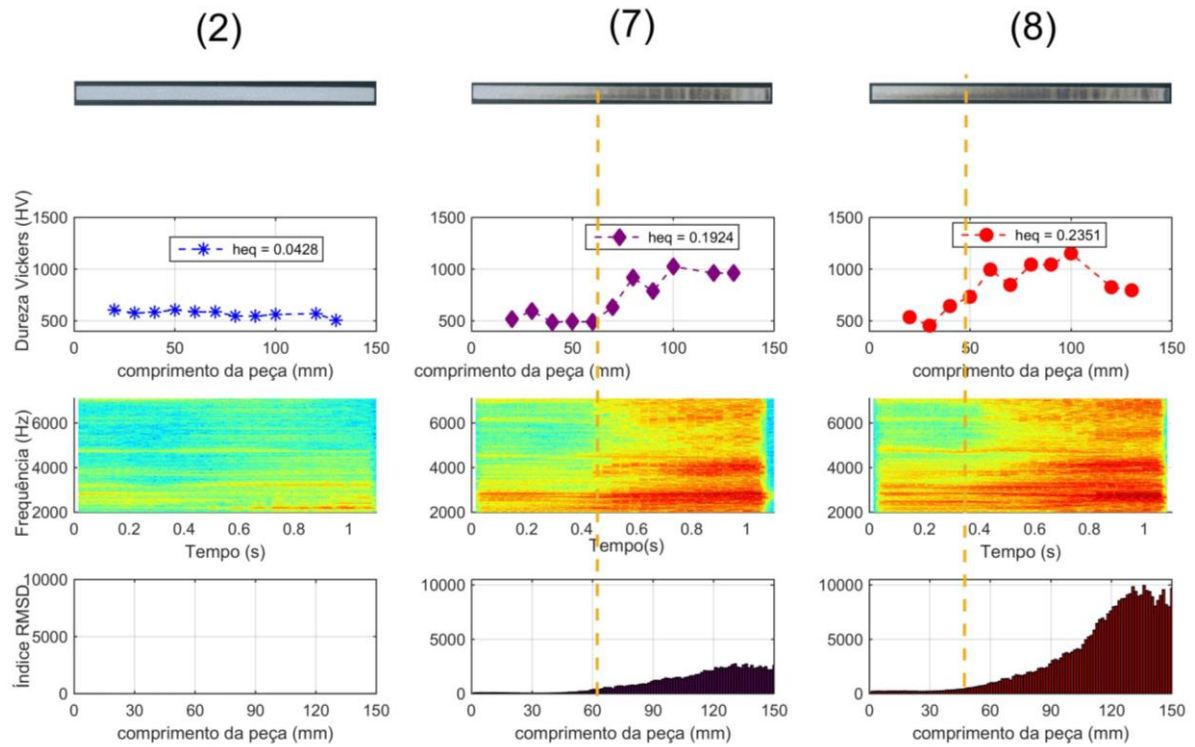 (2) (7) (8)
Dureza Vickers (HV)
1500 1500 1500
heq = 0.0428 heq = 0.1924 heq = 0.2351
1000 1000 1000
500 500 500
0 50 100 150 0 50 100 150 0 50 100 150
comprimento da peça (mm) comprimento da peça (mm) comprimento da peça (mm)
Frequência (Hz)
6000 6000 6000
4000 4000 4000
2000 2000 2000
0.2 0.4 0.6 0.8 1 0 0.2 0.4 0.6 0.8 1 0 0.2 0.4 0.6 0.8 1
Tempo (s) Tempo(s) Tempo (s)
Índice RMSD
10000 10000 10000
5000 5000 5000
0 0 0
0 30 60 90 120 150 0 30 60 90 120 150 0 30 60 90 120 150
comprimento da peça (mm) comprimento da peça (mm) comprimento da peça (mm)